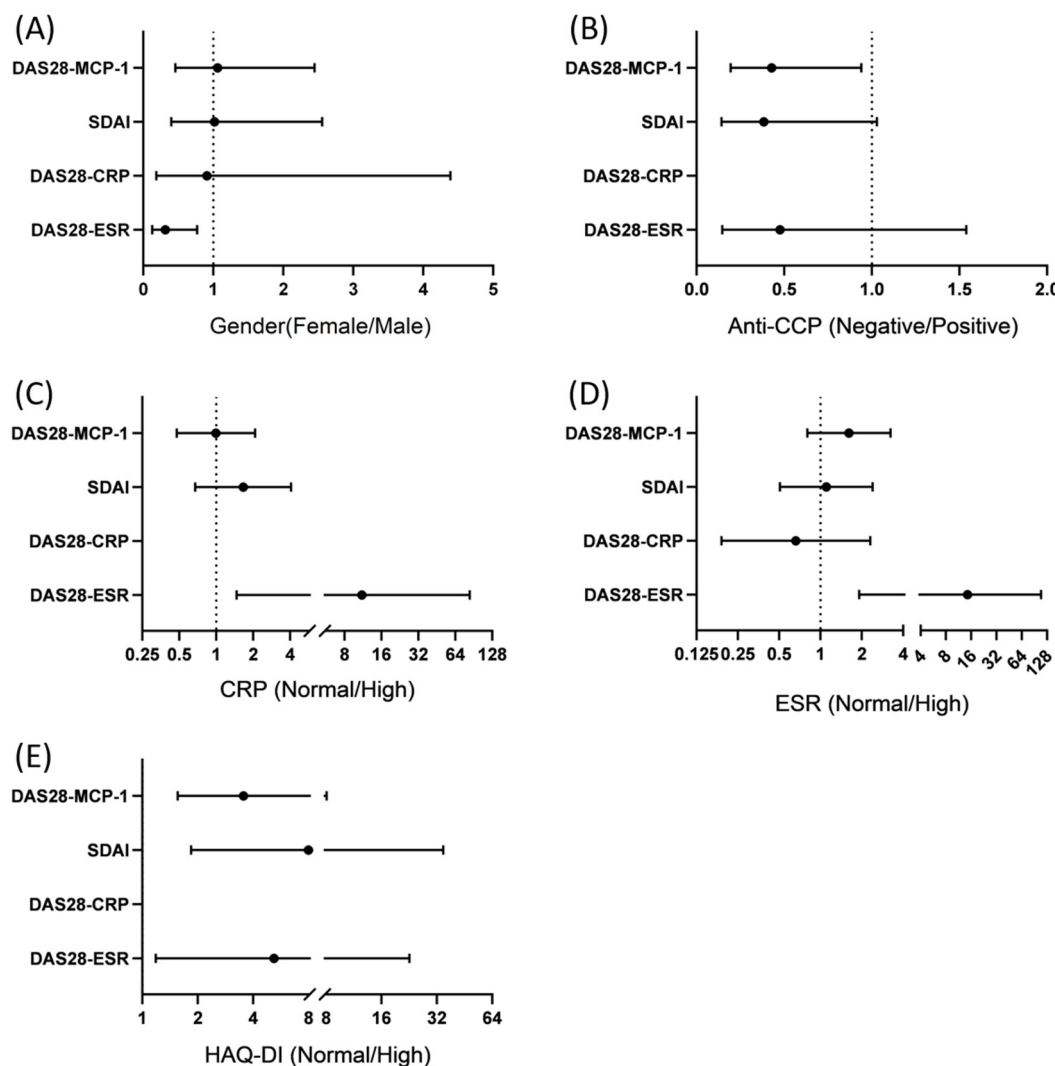 (A)
DAS28-MCP-1
SDAI
DAS28-CRP
DAS28-ESR
0 1 2 3 4 5
Gender(Female/Male)
(B)
DAS28-MCP-1
SDAI
DAS28-CRP
DAS28-ESR
0.0 0.5 1.0 1.5 2.0
Anti-CCP (Negative/Positive)
(C)
DAS28-MCP-1
SDAI
DAS28-CRP
DAS28-ESR
0.25 0.5 1 2 4 8 16 32 64 128
CRP (Normal/High)
(D)
DAS28-MCP-1
SDAI
DAS28-CRP
DAS28-ESR
0.125 0.25 0.5 1 2 4 4 8 16 32 64 128
ESR (Normal/High)
(E)
DAS28-MCP-1
SDAI
DAS28-CRP
DAS28-ESR
1 2 4 8 8 16 32 64
HAQ-DI (Normal/High)